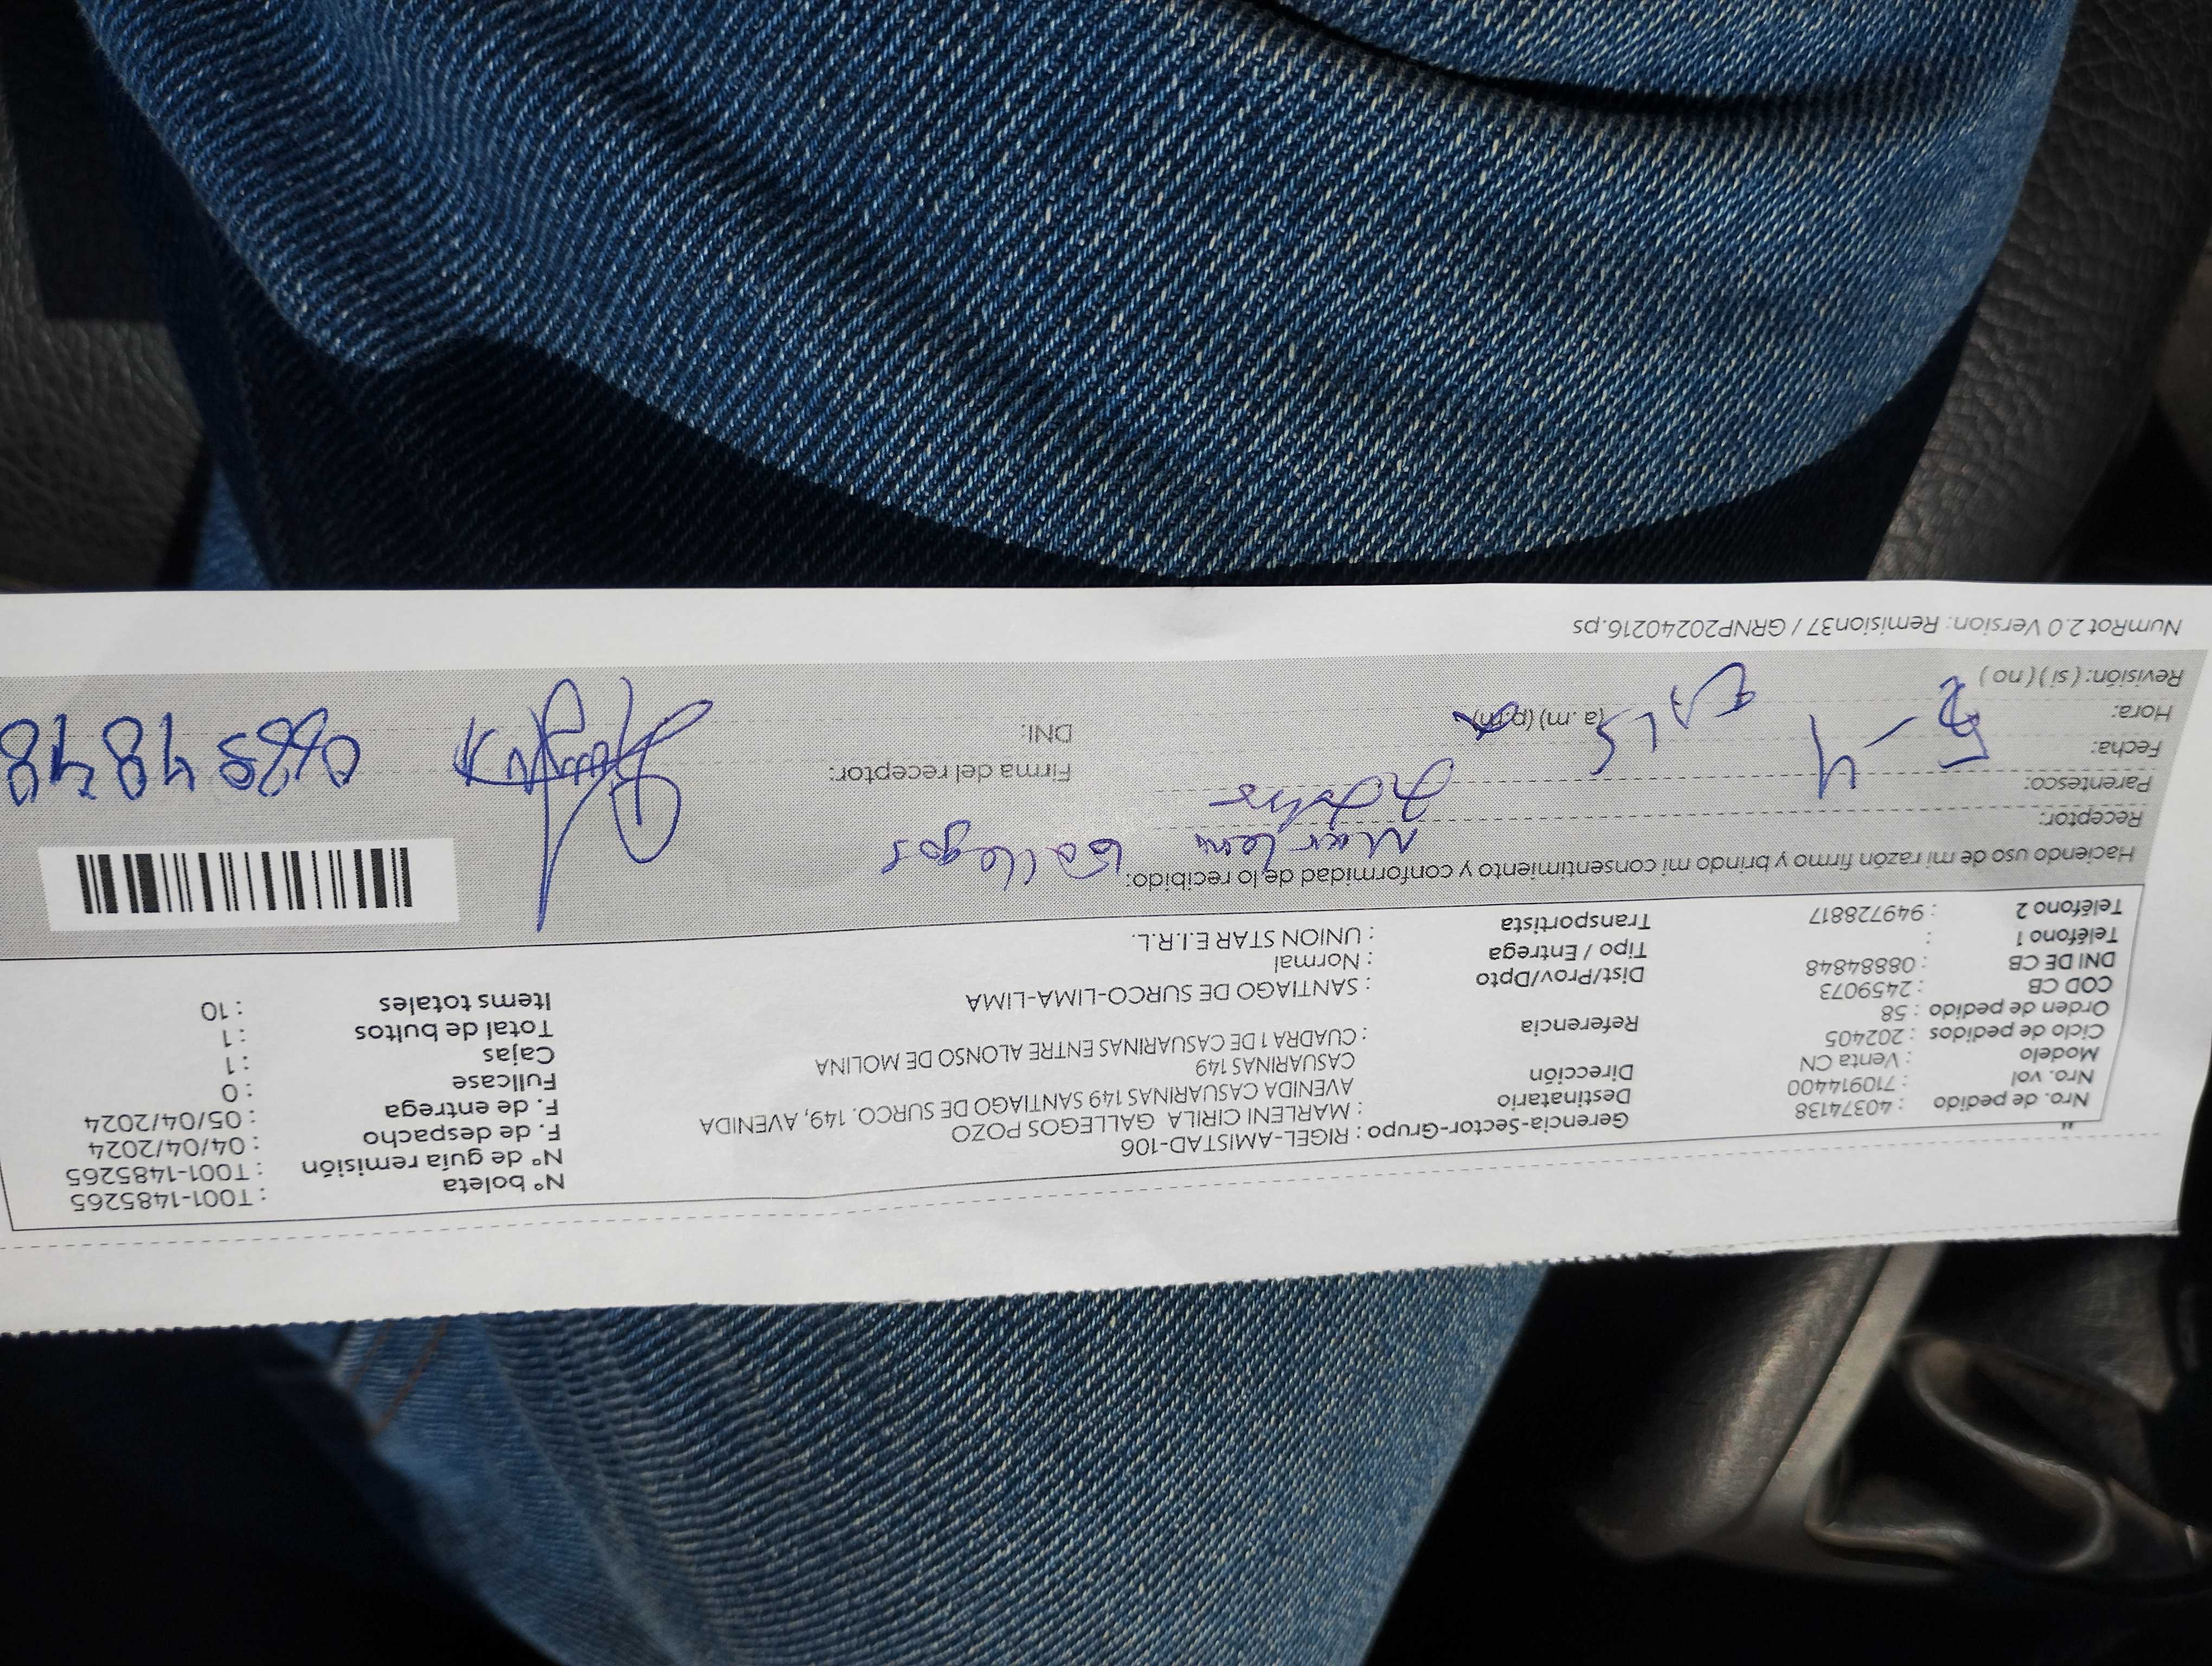 Nro. de pedido : 40374138
Nro. vol : 710914400
Modelo : Venta CN
Ciclo de pedidos : 202405
Orden de pedido : 58
COD CB : 2459073
DNI DE CB : 08884848
Teléfono 1 :
Teléfono 2 : 949728817
Gerencia-Sector-Grupo : RIGEL-AMISTAD-106
Destinatario : MARLENI CIRILA GALLEGOS POZO
Dirección AVENIDA CASUARINAS 149 SANTIAGO DE SURCO. 149, AVENIDA
CASUARINAS 149
Referencia : CUADRA 1 DE CASUARINAS ENTRE ALONSO DE MOLINA
Dist/Prov/Dpto : SANTIAGO DE SURCO-LIMA-LIMA
Tipo / Entrega : Normal
Transportista : UNION STAR E.I.R.L.
N° boleta : T001-1485265
N° de guia remisión : T001-1485265
F. de despacho : 04/04/2024
F. de entrega : 05/04/2024
Fullcase : 0
Cajas : 1
Total de bultos : 1
Items totales : 10
Haciendo uso de mi razón firmo y brindo mi consentimiento y conformidad de lo recibido:
Receptor: Marleni Gallegos
Parentesco:
Fecha: 5-4
Hora: (a.m) (p.m)
Revisión: ( si ) ( no )
Firma del receptor:
DNI: 08884848
NumRot 2.0 Version: Remision37 / GRNP20240216.ps